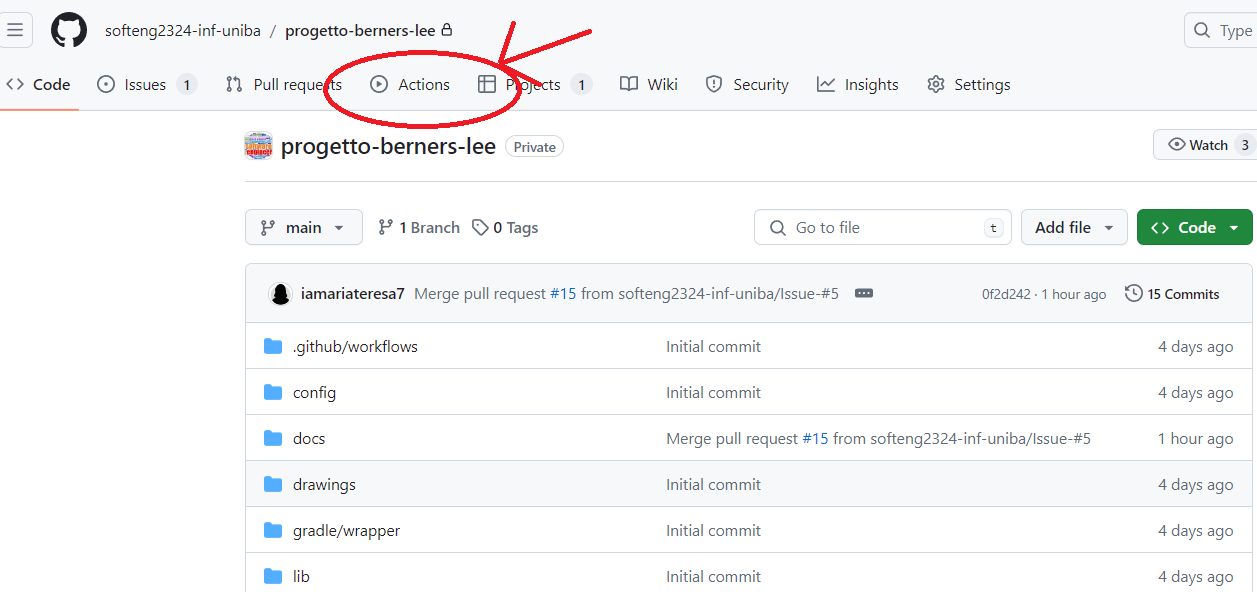 softeng2324-inf-uniba / progetto-berners-lee
Type
Code Issues 1 Pull requests Actions Projects 1 Wiki Security Insights Settings
progetto-berners-lee Private
Watch 3
main 1 Branch 0 Tags Go to file t Add file Code
iamariateresa7 Merge pull request #15 from softeng2324-inf-uniba/Issue-#5 0f2d242 · 1 hour ago 15 Commits
.github/workflows Initial commit 4 days ago
config Initial commit 4 days ago
docs Merge pull request #15 from softeng2324-inf-uniba/Issue-#5 1 hour ago
drawings Initial commit 4 days ago
gradle/wrapper Initial commit 4 days ago
lib Initial commit 4 days ago